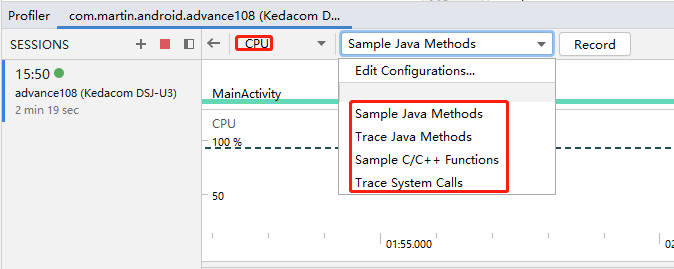 Profiler com.martin.android.advance108 (Kedacom D...
SESSIONS CPU Sample Java Methods Record
15:50
advance108 (Kedacom DSJ-U3)
2 min 19 sec
Edit Configurations...
MainActivity
Sample Java Methods
Trace Java Methods
Sample C/C++ Functions
Trace System Calls
CPU
100 %
50
01:55.000
02